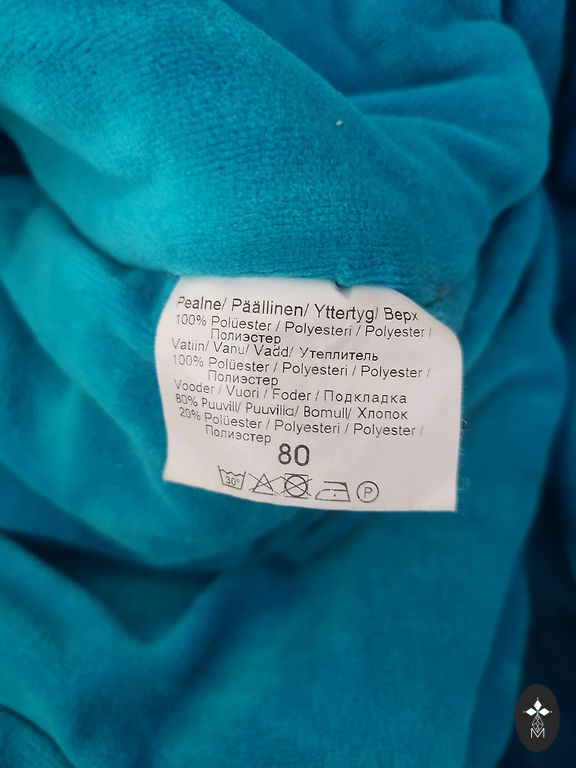 Pealne/ Päällinen/ Yttertyg/ Верх
100% Polüester / Polyesteri / Polyester /
Полиэстер
Vatiin/ Vanu/ Vadd/ Утеплитель
100% Polüester / Polyesteri / Polyester /
Полиэстер
Vooder / Vuori / Foder / Подкладка
80% Puuvill/ Puuvilla/ Bomull/ Хлопок
20% Polüester / Polyesteri / Polyester /
Полиэстер
80
30° P
M